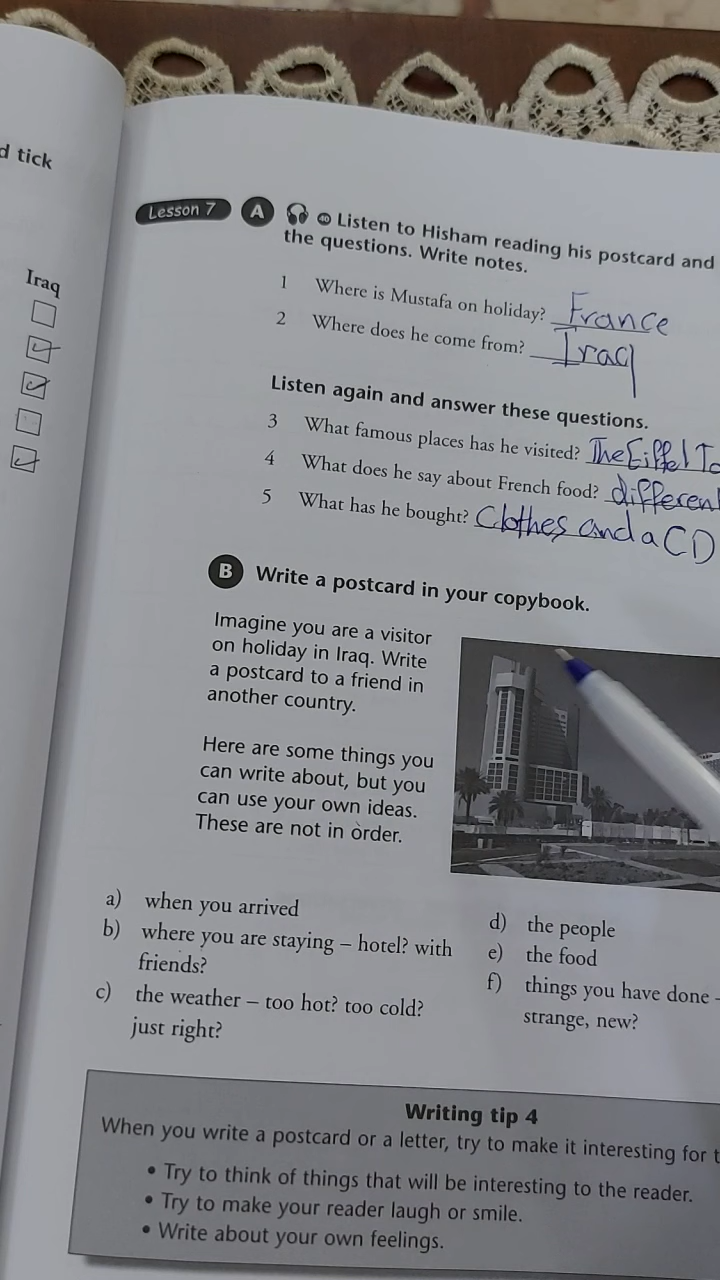 d tick
Iraq
Lesson 7 A 40 Listen to Hisham reading his postcard and
the questions. Write notes.
1 Where is Mustafa on holiday? France
2 Where does he come from? Iraq
Listen again and answer these questions.
3 What famous places has he visited? The Eiffel To
4 What does he say about French food? different
5 What has he bought? Clothes and a CD
B Write a postcard in your copybook.
Imagine you are a visitor
on holiday in Iraq. Write
a postcard to a friend in
another country.
Here are some things you
can write about, but you
can use your own ideas.
These are not in order.
a) when you arrived
b) where you are staying – hotel? with
friends?
c) the weather – too hot? too cold?
just right?
d) the people
e) the food
f) things you have done –
strange, new?
Writing tip 4
When you write a postcard or a letter, try to make it interesting for t
• Try to think of things that will be interesting to the reader.
• Try to make your reader laugh or smile.
• Write about your own feelings.